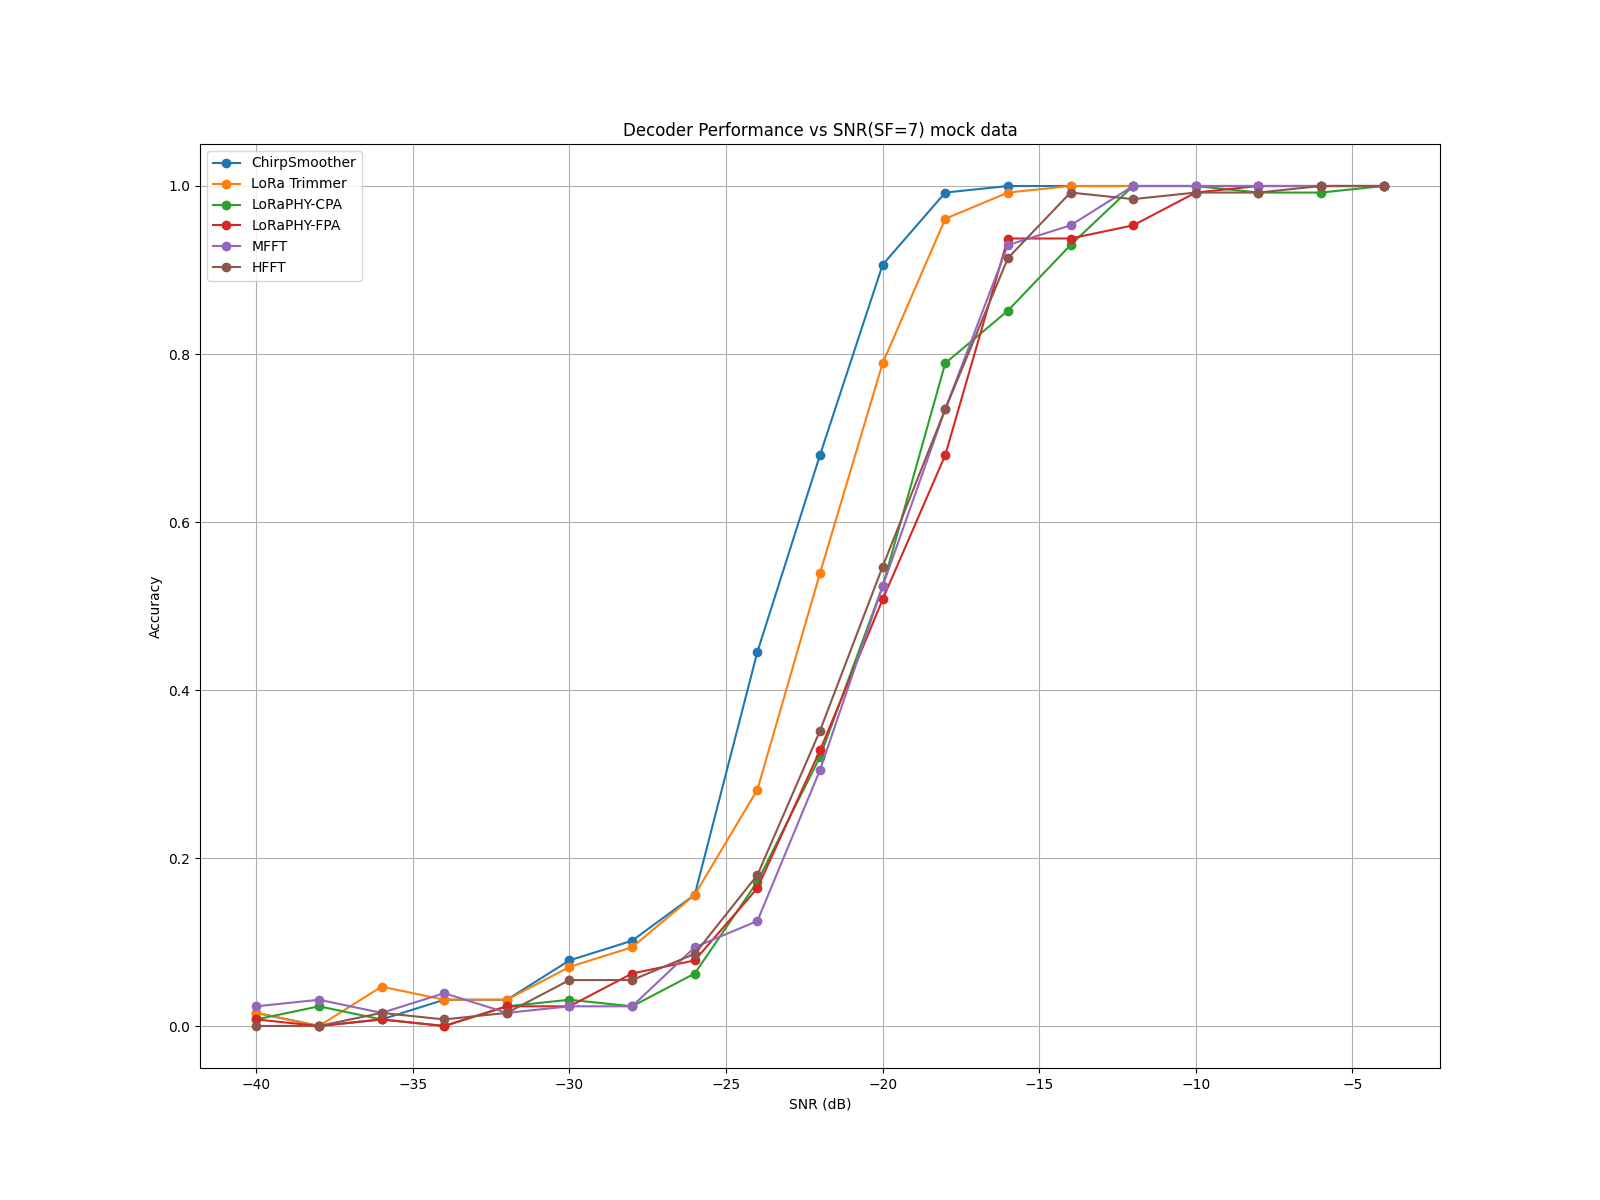 Decoder Performance vs SNR(SF=7) mock data
ChirpSmoother
LoRa Trimmer
LoRaPHY-CPA
LoRaPHY-FPA
MFFT
HFFT
1.0
0.8
0.6
0.4
0.2
0.0
Accuracy
−40 −35 −30 −25 −20 −15 −10 −5
SNR (dB)